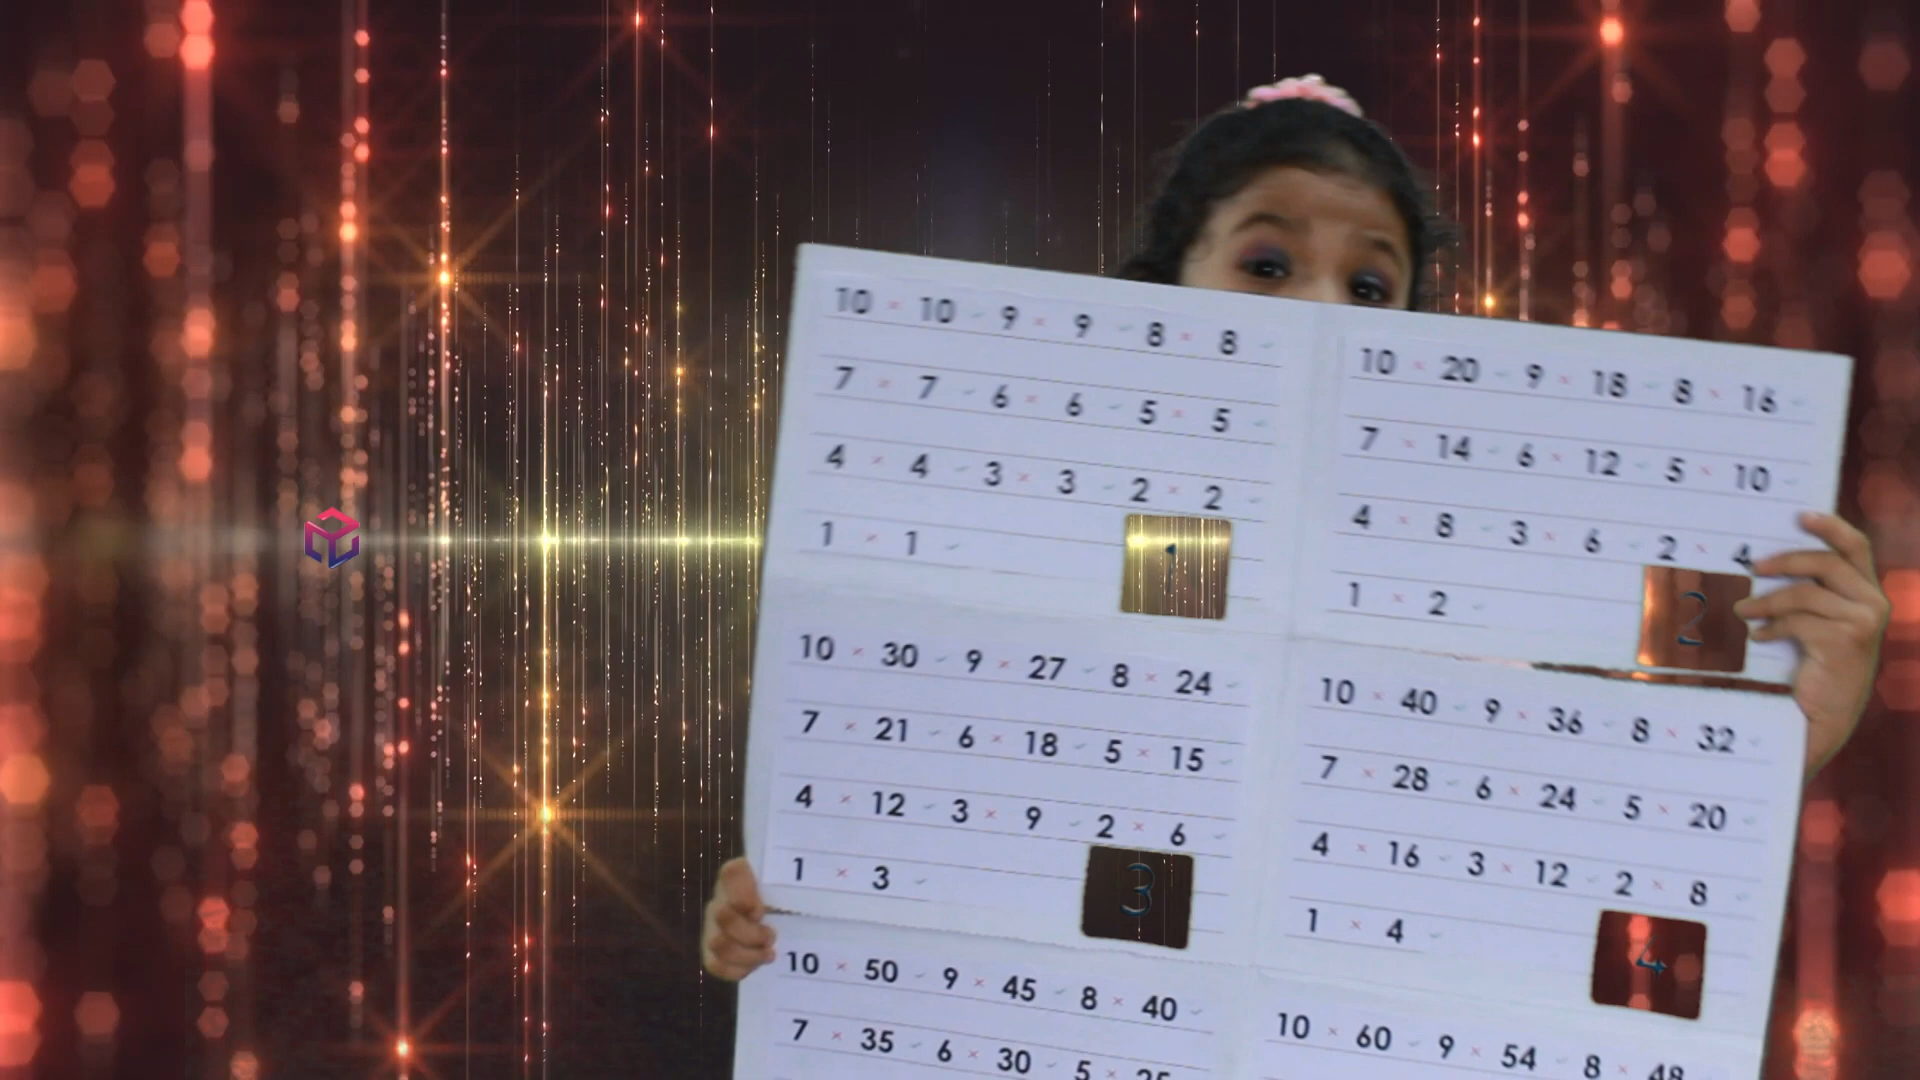 10 × 10 - 9 × 9 - 8 × 8 -
7 × 7 - 6 × 6 - 5 × 5 -
4 × 4 - 3 × 3 - 2 × 2 -
1 × 1 -
1
10 × 20 - 9 × 18 - 8 × 16 -
7 × 14 - 6 × 12 - 5 × 10 -
4 × 8 - 3 × 6 - 2 × 4
1 × 2 -
2
10 × 30 - 9 × 27 - 8 × 24 -
7 × 21 - 6 × 18 - 5 × 15 -
4 × 12 - 3 × 9 - 2 × 6 -
1 × 3 -
3
10 × 40 - 9 × 36 - 8 × 32 -
7 × 28 - 6 × 24 - 5 × 20 -
4 × 16 - 3 × 12 - 2 × 8 -
1 × 4 -
4
10 × 50 - 9 × 45 - 8 × 40 -
7 × 35 - 6 × 30 - 5 × 25
10 × 60 - 9 × 54 - 8 × 48